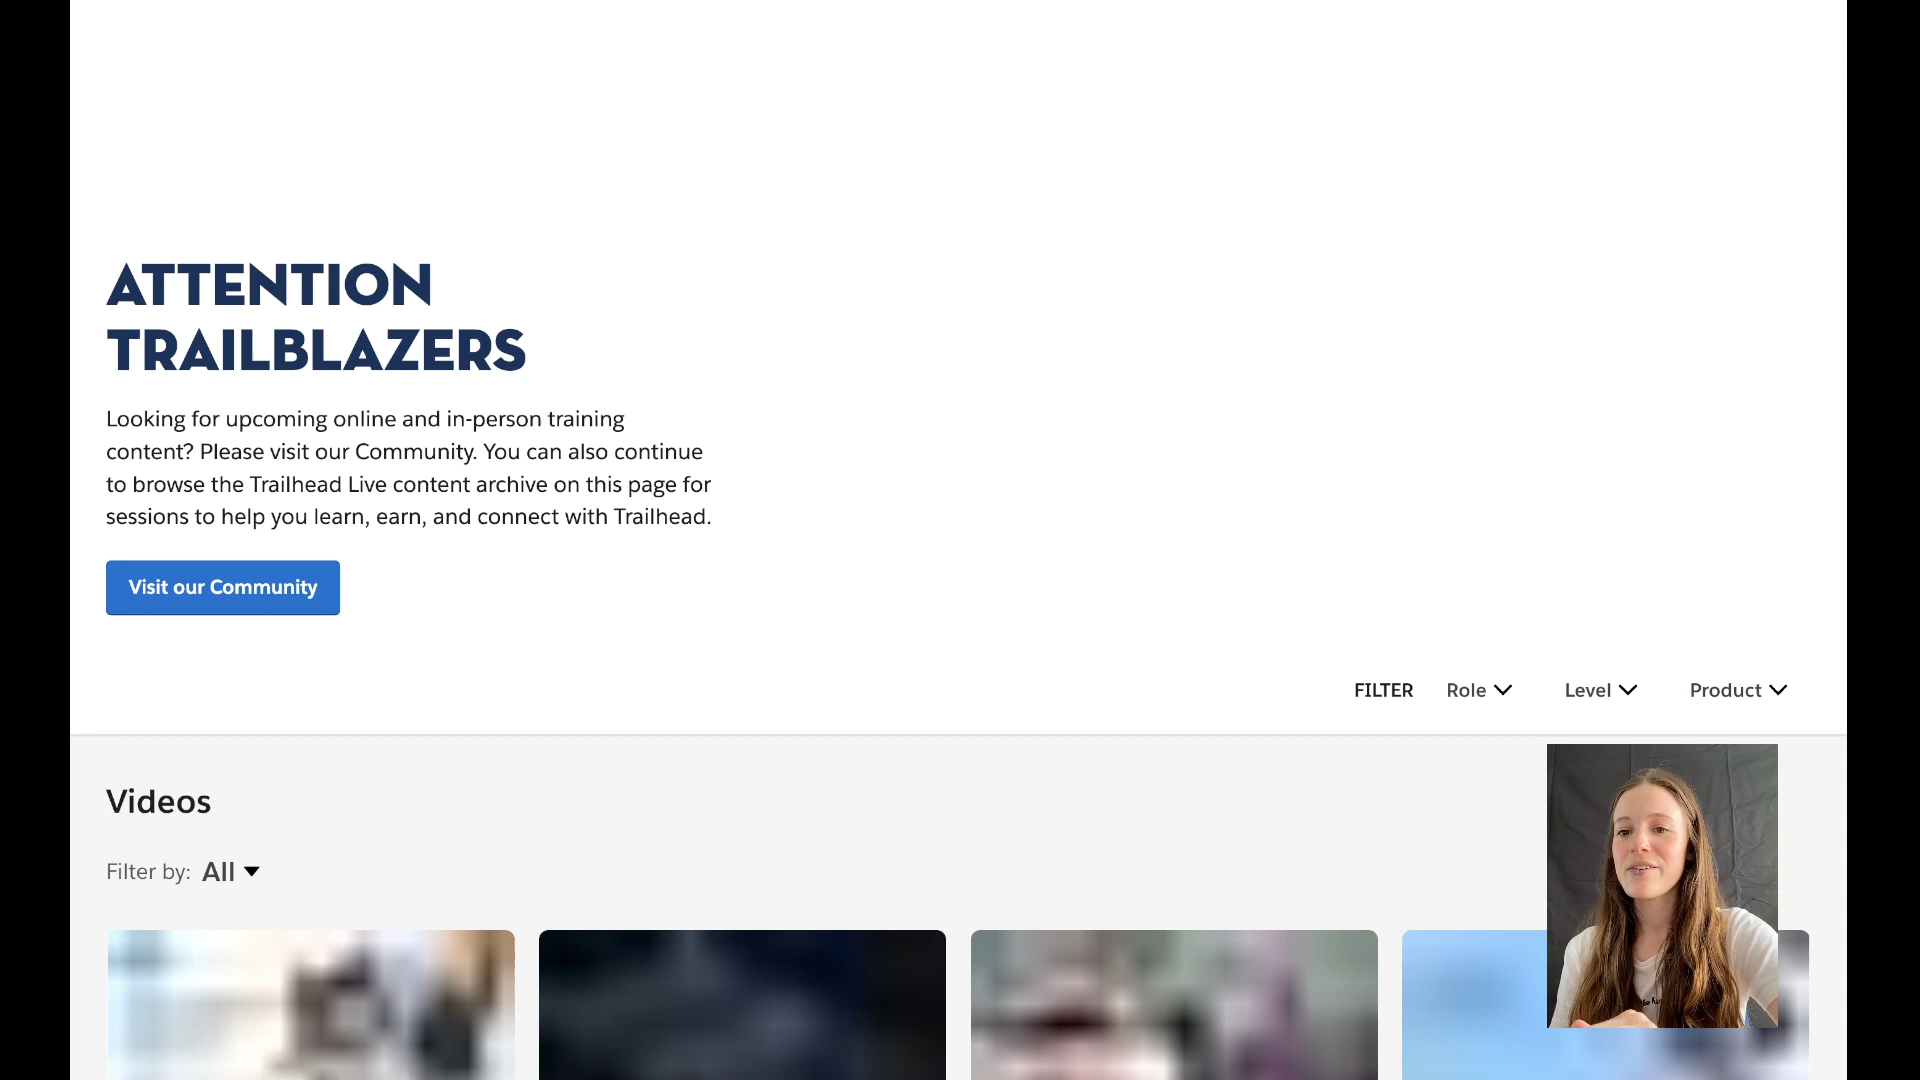 ATTENTION
TRAILBLAZERS
Looking for upcoming online and in-person training
content? Please visit our Community. You can also continue
to browse the Trailhead Live content archive on this page for
sessions to help you learn, earn, and connect with Trailhead.
Visit our Community
FILTER Role Level Product
Videos
Filter by: All